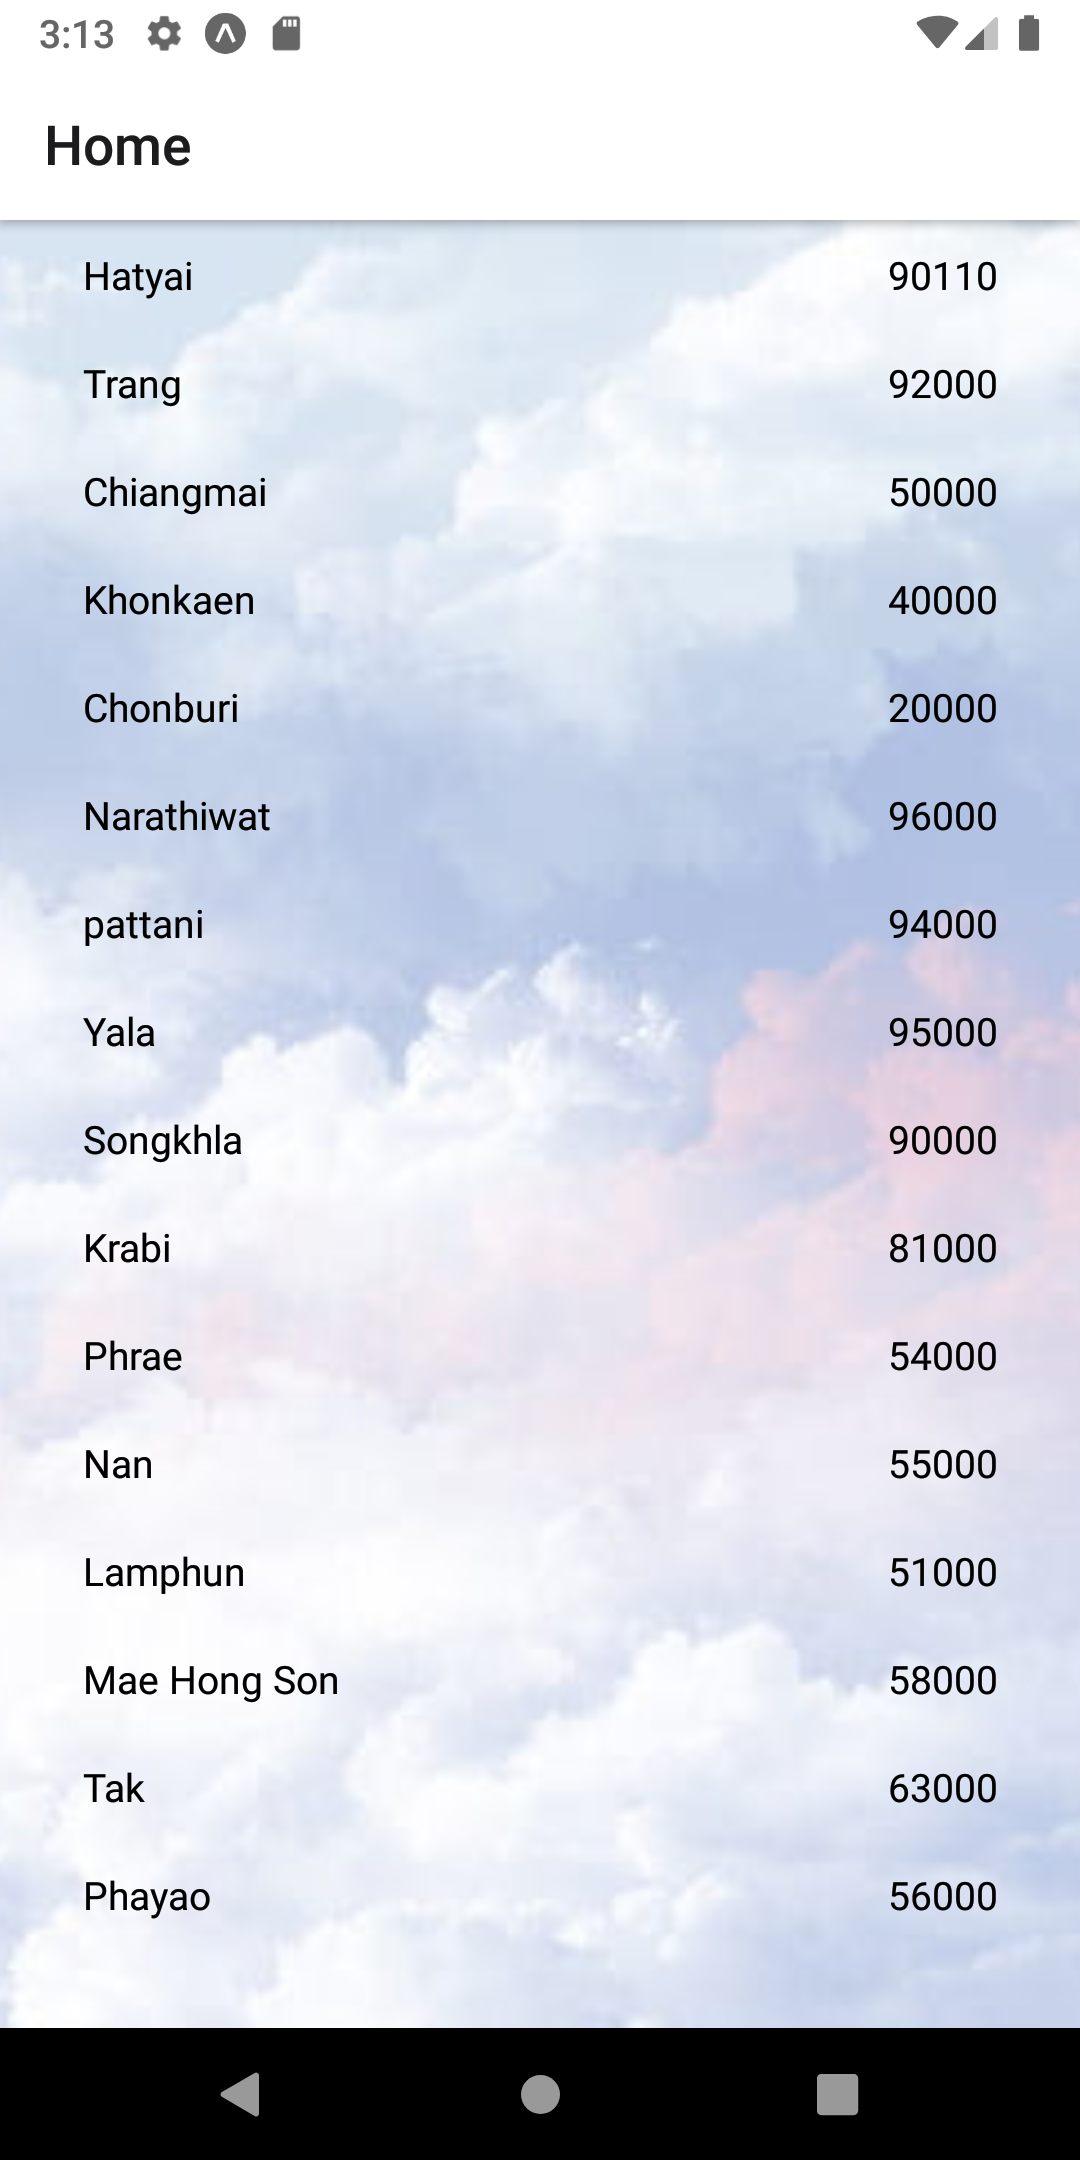 3:13
Home
Hatyai 90110
Trang 92000
Chiangmai 50000
Khonkaen 40000
Chonburi 20000
Narathiwat 96000
pattani 94000
Yala 95000
Songkhla 90000
Krabi 81000
Phrae 54000
Nan 55000
Lamphun 51000
Mae Hong Son 58000
Tak 63000
Phayao 56000